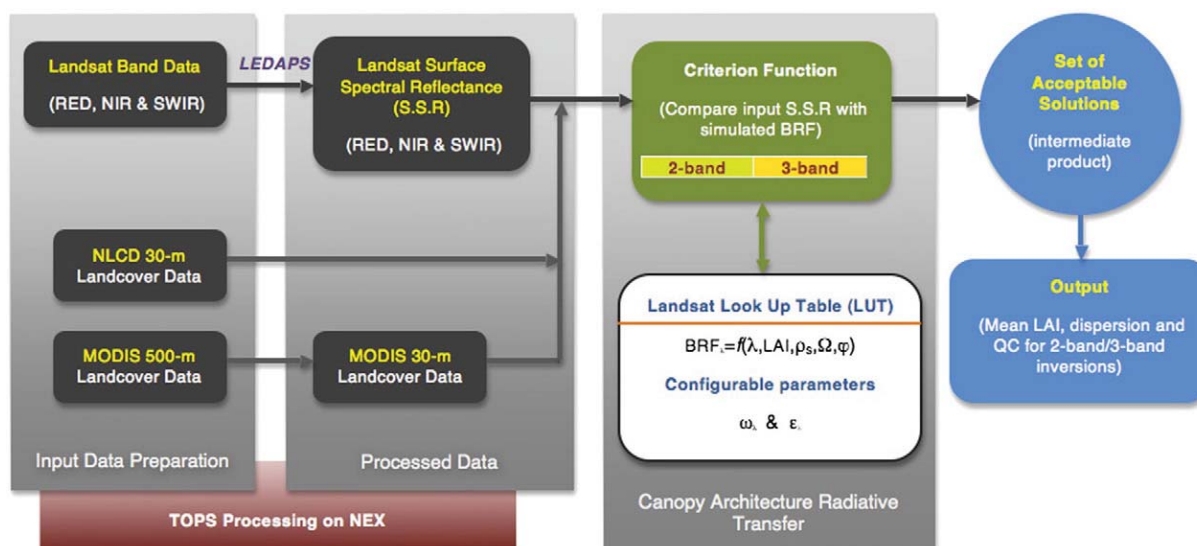 Landsat Band Data
(RED, NIR & SWIR)
LEDAPS
Landsat Surface
Spectral Reflectance
(S.S.R)
(RED, NIR & SWIR)
NLCD 30-m
Landcover Data
MODIS 500-m
Landcover Data
MODIS 30-m
Landcover Data
Input Data Preparation
Processed Data
TOPS Processing on NEX
Criterion Function
(Compare input S.S.R with
simulated BRF)
2-band 3-band
Landsat Look Up Table (LUT)
BRFλ=f(λ,LAI,ρs,Ω,φ)
Configurable parameters
ωλ & ελ
Canopy Architecture Radiative
Transfer
Set of
Acceptable
Solutions
(intermediate
product)
Output
(Mean LAI, dispersion and
QC for 2-band/3-band
inversions)